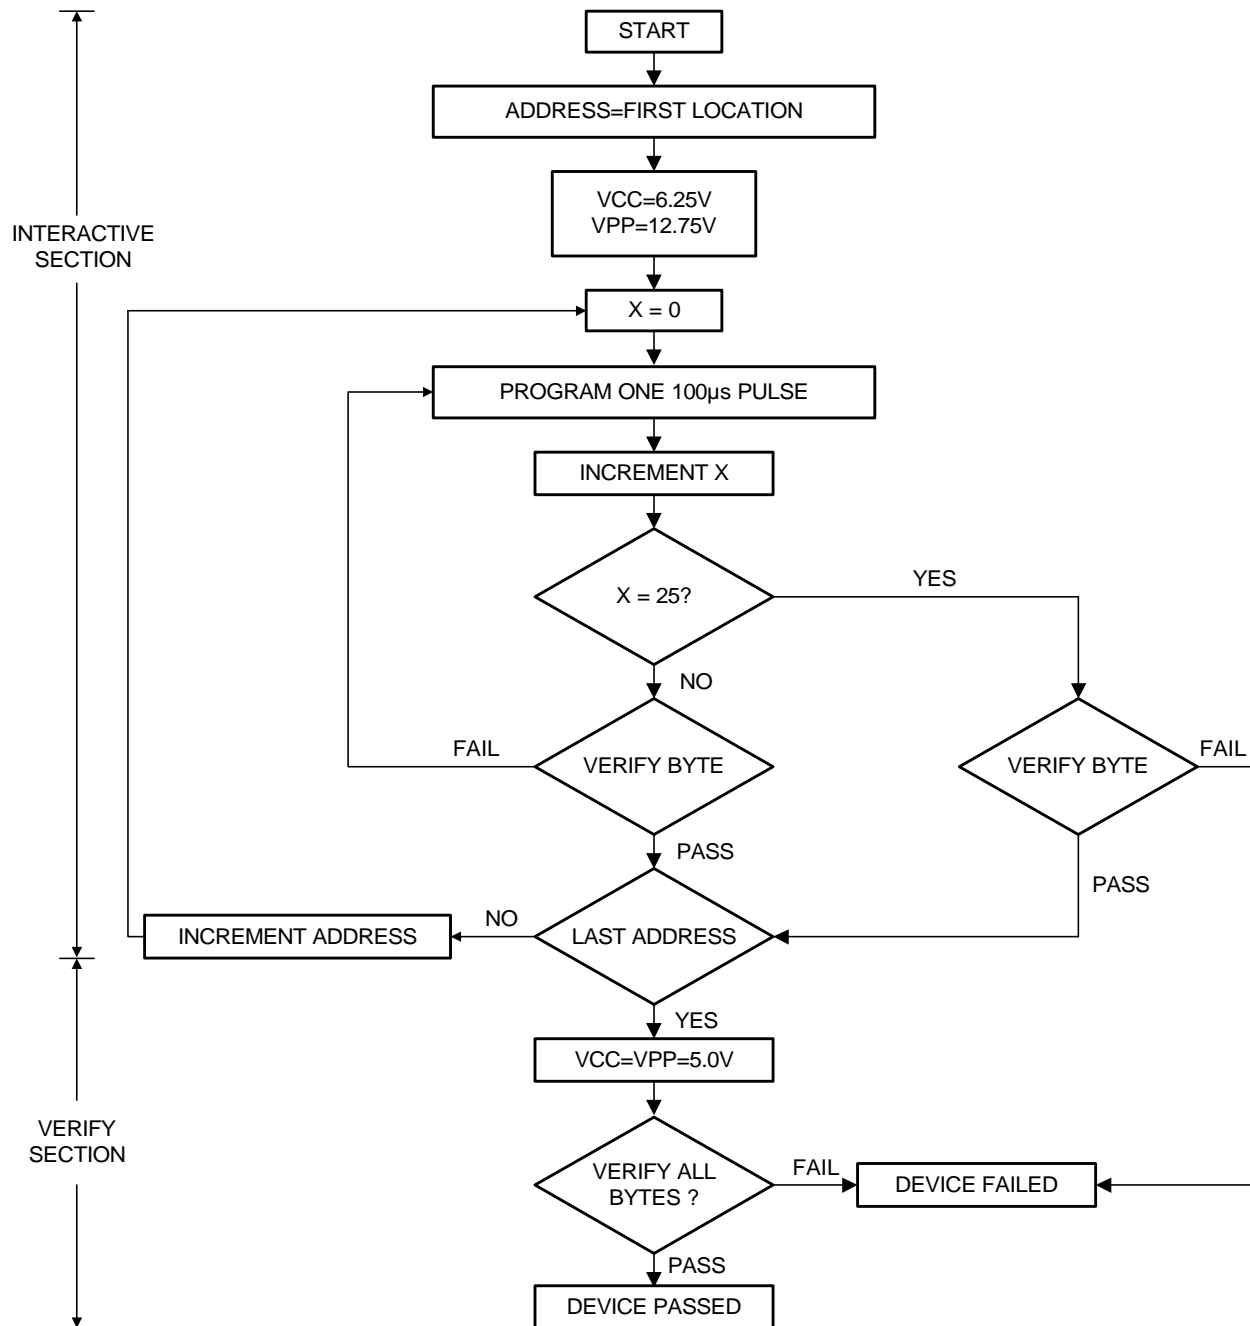 START
ADDRESS=FIRST LOCATION
VCC=6.25V
VPP=12.75V
INTERACTIVE
SECTION
X = 0
PROGRAM ONE 100µs PULSE
INCREMENT X
X = 25?
YES
NO
FAIL
VERIFY BYTE
VERIFY BYTE
FAIL
PASS
PASS
INCREMENT ADDRESS
NO
LAST ADDRESS
YES
VCC=VPP=5.0V
VERIFY
SECTION
VERIFY ALL
BYTES ?
FAIL
DEVICE FAILED
PASS
DEVICE PASSED